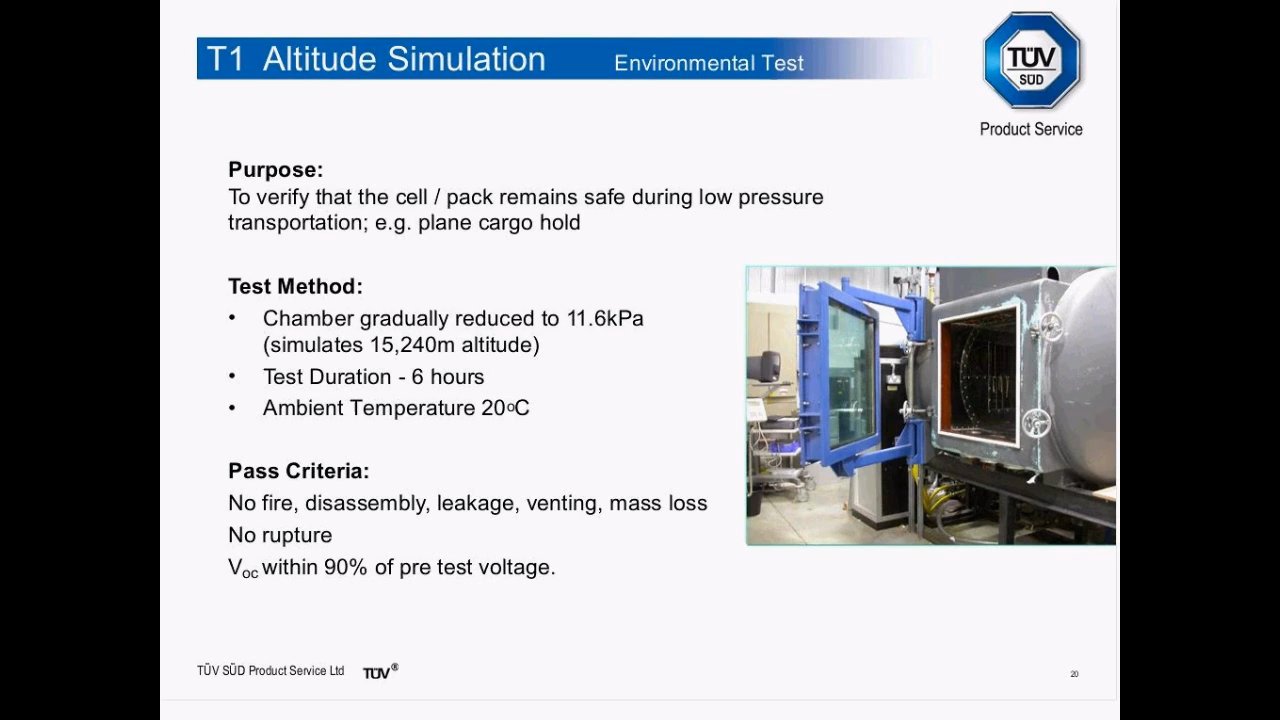 T1 Altitude Simulation Environmental Test
TÜV
SÜD
Product Service
Purpose:
To verify that the cell / pack remains safe during low pressure
transportation; e.g. plane cargo hold
Test Method:
• Chamber gradually reduced to 11.6kPa
(simulates 15,240m altitude)
• Test Duration - 6 hours
• Ambient Temperature 20oC
Pass Criteria:
No fire, disassembly, leakage, venting, mass loss
No rupture
Voc within 90% of pre test voltage.
TÜV SÜD Product Service Ltd TÜV®
20